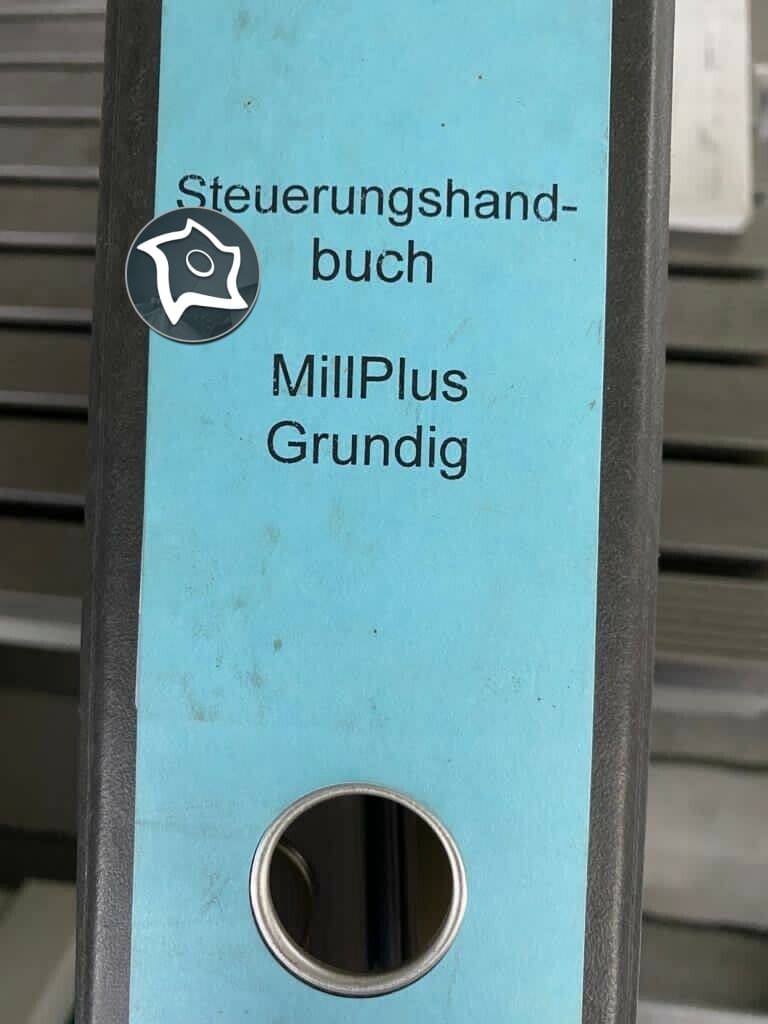 Steuerungshand-
buch
MillPlus
Grundig